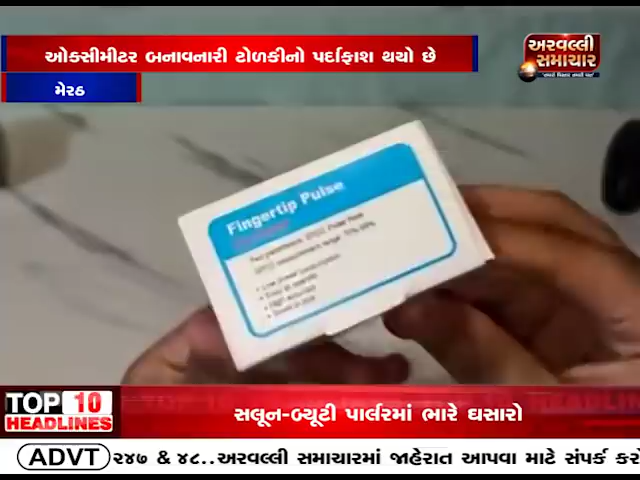 ઓક્સીમીટર બનાવનારી ટોળકીનો પર્દાફાશ થયો છે
મેરઠ
અરવલ્લી
સમાચાર
Fingertip Pulse
TOP 10
HEADLINES
સલૂન-બ્યૂટી પાર્લરમાં ભારે ઘસારો
ADVT ૨૪૭ & ૪૮..અરવલ્લી સમાચારમાં જાહેરાત આપવા માટે સંપર્ક કરો